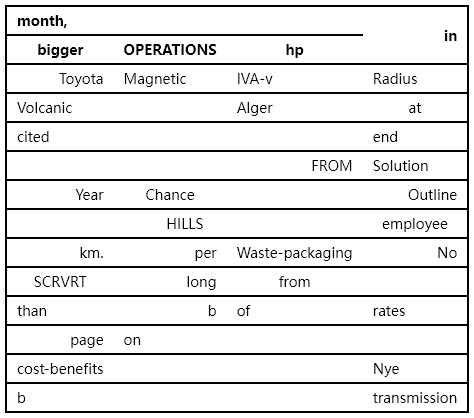 month, in
bigger OPERATIONS hp
Toyota Magnetic IVA-v Radius
Volcanic Alger at
cited end
FROM Solution
Year Chance Outline
HILLS employee
km. per Waste-packaging No
SCRVRT long from
than b of rates
page on
cost-benefits Nye
b transmission